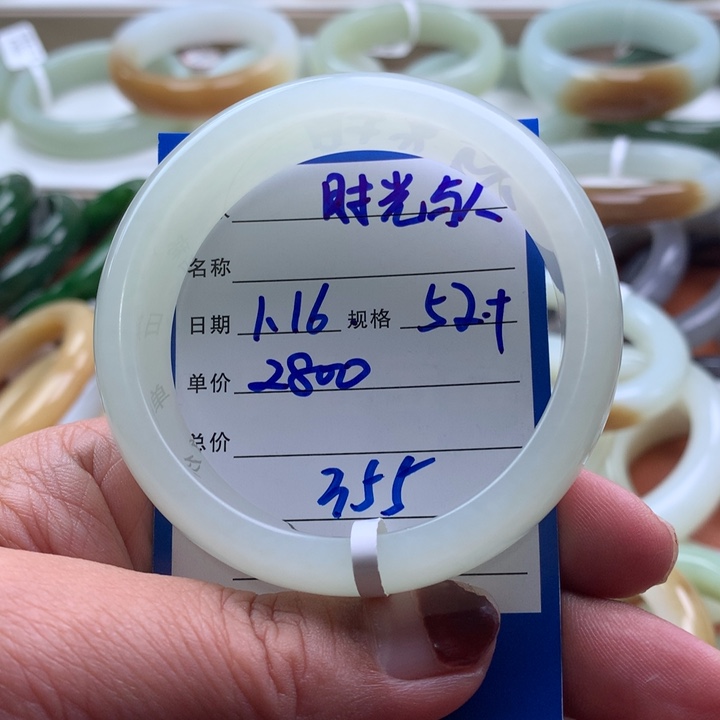 时光与人
名称
日期 1.16 规格 52寸
单价 2800
总价
355